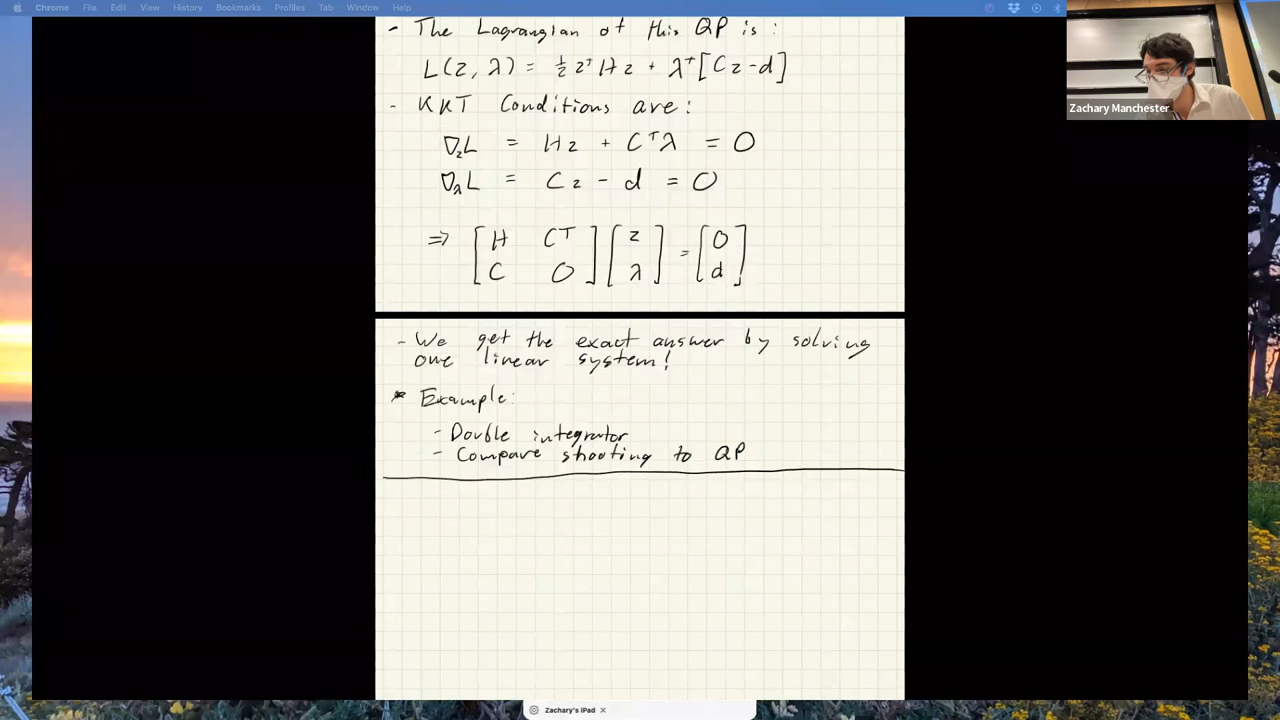 Chrome File Edit View History Bookmarks Profiles Tab Window Help
- The Lagrangian of this QP is:
L(z, λ) = ½ zᵀHz + λᵀ[Cz-d]
- KKT Conditions are:
∇zL = Hz + Cᵀλ = 0
∇λL = Cz - d = 0
⇒ [H Cᵀ; C 0] [z; λ] = [0; d]
- We get the exact answer by solving
one linear system!
* Example:
- Double integrator
- Compare shooting to QP
Zachary Manchester
Zachary's iPad